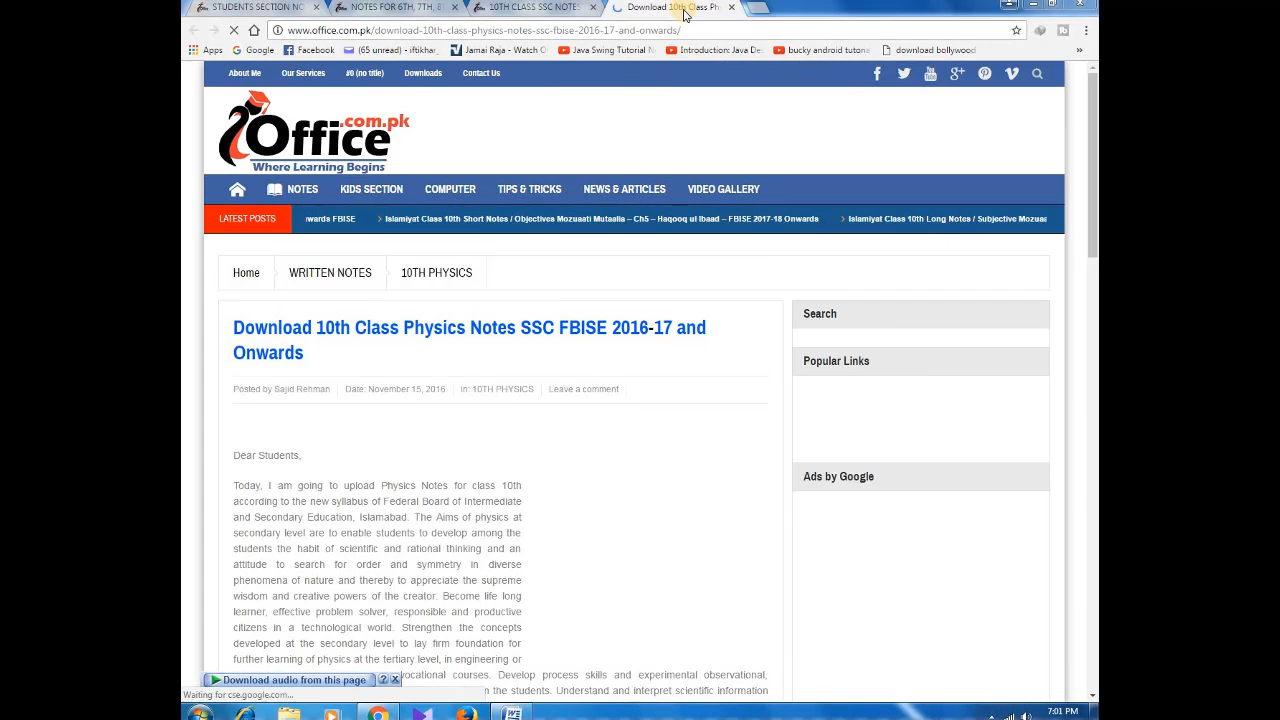 STUDENTS SECTION NO
NOTES FOR 6TH, 7TH, 8T
10TH CLASS SSC NOTES
Download 10th Class Ph
www.office.com.pk/download-10th-class-physics-notes-ssc-fbise-2016-17-and-onwards/
Apps
Google
Facebook
(65 unread) - iftikhar
Jamai Raja - Watch O
Java Swing Tutorial N
Introduction: Java De
bucky android tutoria
download bollywood
About Me
Our Services
#0 (no title)
Downloads
Contact Us
Office.com.pk
Where Learning Begins
NOTES
KIDS SECTION
COMPUTER
TIPS & TRICKS
NEWS & ARTICLES
VIDEO GALLERY
LATEST POSTS
wards FBISE
Islamiyat Class 10th Short Notes / Objectives Mozuaati Mutaalia – Ch5 – Haqooq ul Ibaad – FBISE 2017-18 Onwards
Islamiyat Class 10th Long Notes / Subjective Mozuaa
Home
WRITTEN NOTES
10TH PHYSICS
Download 10th Class Physics Notes SSC FBISE 2016-17 and
Onwards
Posted by Sajid Rehman
Date: November 15, 2016
in: 10TH PHYSICS
Leave a comment
Dear Students,
Today, I am going to upload Physics Notes for class 10th
according to the new syllabus of Federal Board of Intermediate
and Secondary Education, Islamabad. The Aims of physics at
secondary level are to enable students to develop among the
students the habit of scientific and rational thinking and an
attitude to search for order and symmetry in diverse
phenomena of nature and thereby to appreciate the supreme
wisdom and creative powers of the creator. Become life long
learner, effective problem solver, responsible and productive
citizens in a technological world. Strengthen the concepts
developed at the secondary level to lay firm foundation for
further learning of physics at the tertiary level, in engineering or
vocational courses. Develop process skills and experimental observational,
n the students. Understand and interpret scientific information
Search
Popular Links
Ads by Google
Download audio from this page
Waiting for cse.google.com...
7:01 PM